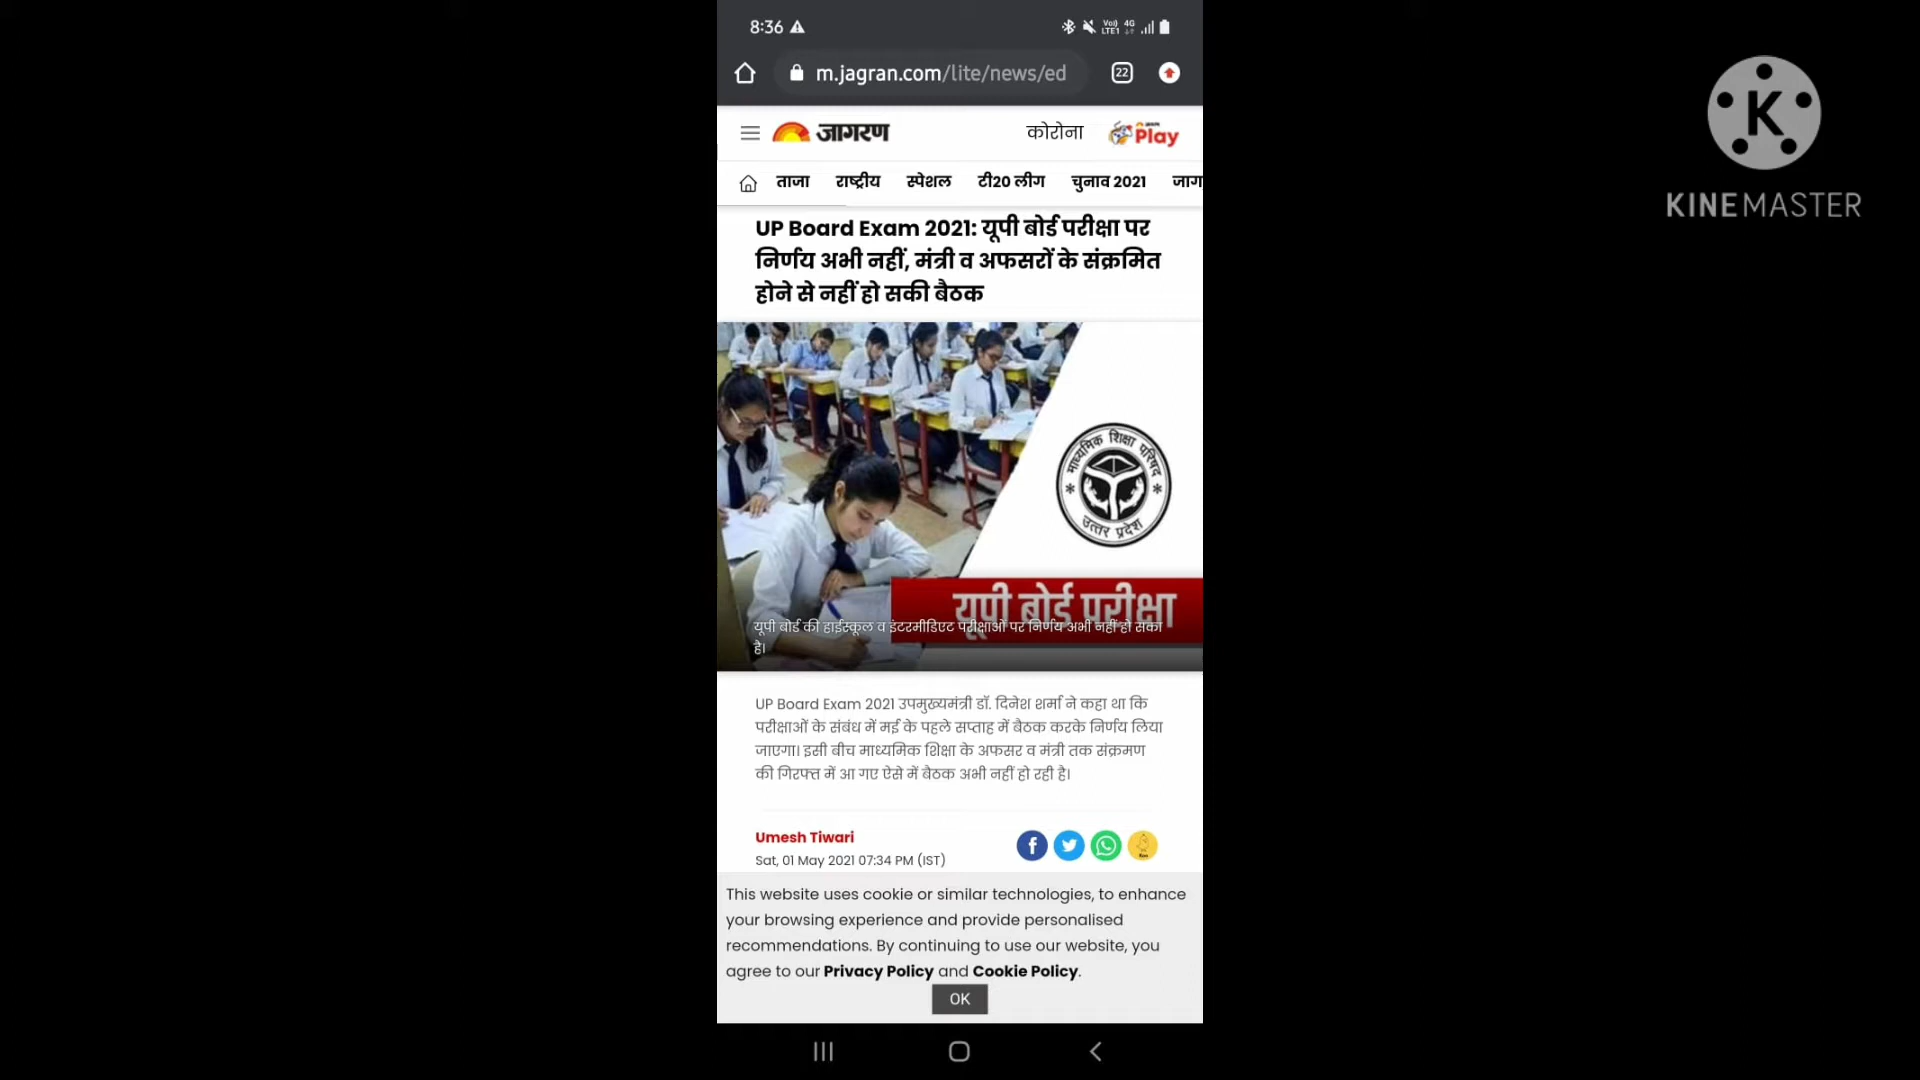 8:36
Vo)) 4G
LTE1
m.jagran.com/lite/news/ed
22
जागरण
कोरोना
Play
K
KINEMASTER
ताजा राष्ट्रीय स्पेशल टी20 लीग चुनाव 2021 जाग
UP Board Exam 2021: यूपी बोर्ड परीक्षा पर
निर्णय अभी नहीं, मंत्री व अफसरों के संक्रमित
होने से नहीं हो सकी बैठक
माध्यमिक शिक्षा परिषद
उत्तर प्रदेश
यूपी बोर्ड परीक्षा
यूपी बोर्ड की हाईस्कूल व इंटरमीडिएट परीक्षाओं पर निर्णय अभी नहीं हो सका
है।
UP Board Exam 2021 उपमुख्यमंत्री डॉ. दिनेश शर्मा ने कहा था कि
परीक्षाओं के संबंध में मई के पहले सप्ताह में बैठक करके निर्णय लिया
जाएगा। इसी बीच माध्यमिक शिक्षा के अफसर व मंत्री तक संक्रमण
की गिरफ्त में आ गए ऐसे में बैठक अभी नहीं हो रही है।
Umesh Tiwari
Sat, 01 May 2021 07:34 PM (IST)
This website uses cookie or similar technologies, to enhance
your browsing experience and provide personalised
recommendations. By continuing to use our website, you
agree to our Privacy Policy and Cookie Policy.
OK